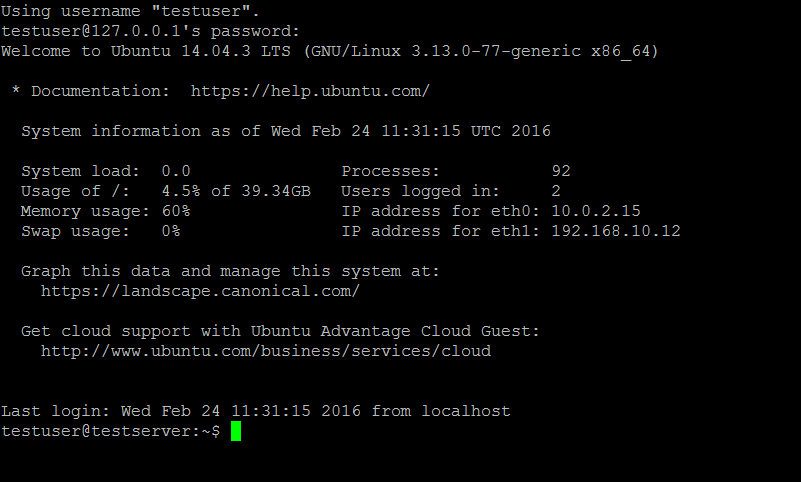 Using username "testuser".
testuser@127.0.0.1's password:
Welcome to Ubuntu 14.04.3 LTS (GNU/Linux 3.13.0-77-generic x86_64)
* Documentation:  https://help.ubuntu.com/
System information as of Wed Feb 24 11:31:15 UTC 2016
System load:  0.0               Processes:           92
Usage of /:   4.5% of 39.34GB   Users logged in:     2
Memory usage: 60%               IP address for eth0: 10.0.2.15
Swap usage:   0%                IP address for eth1: 192.168.10.12
Graph this data and manage this system at:
https://landscape.canonical.com/
Get cloud support with Ubuntu Advantage Cloud Guest:
http://www.ubuntu.com/business/services/cloud
Last login: Wed Feb 24 11:31:15 2016 from localhost
testuser@testserver:~$